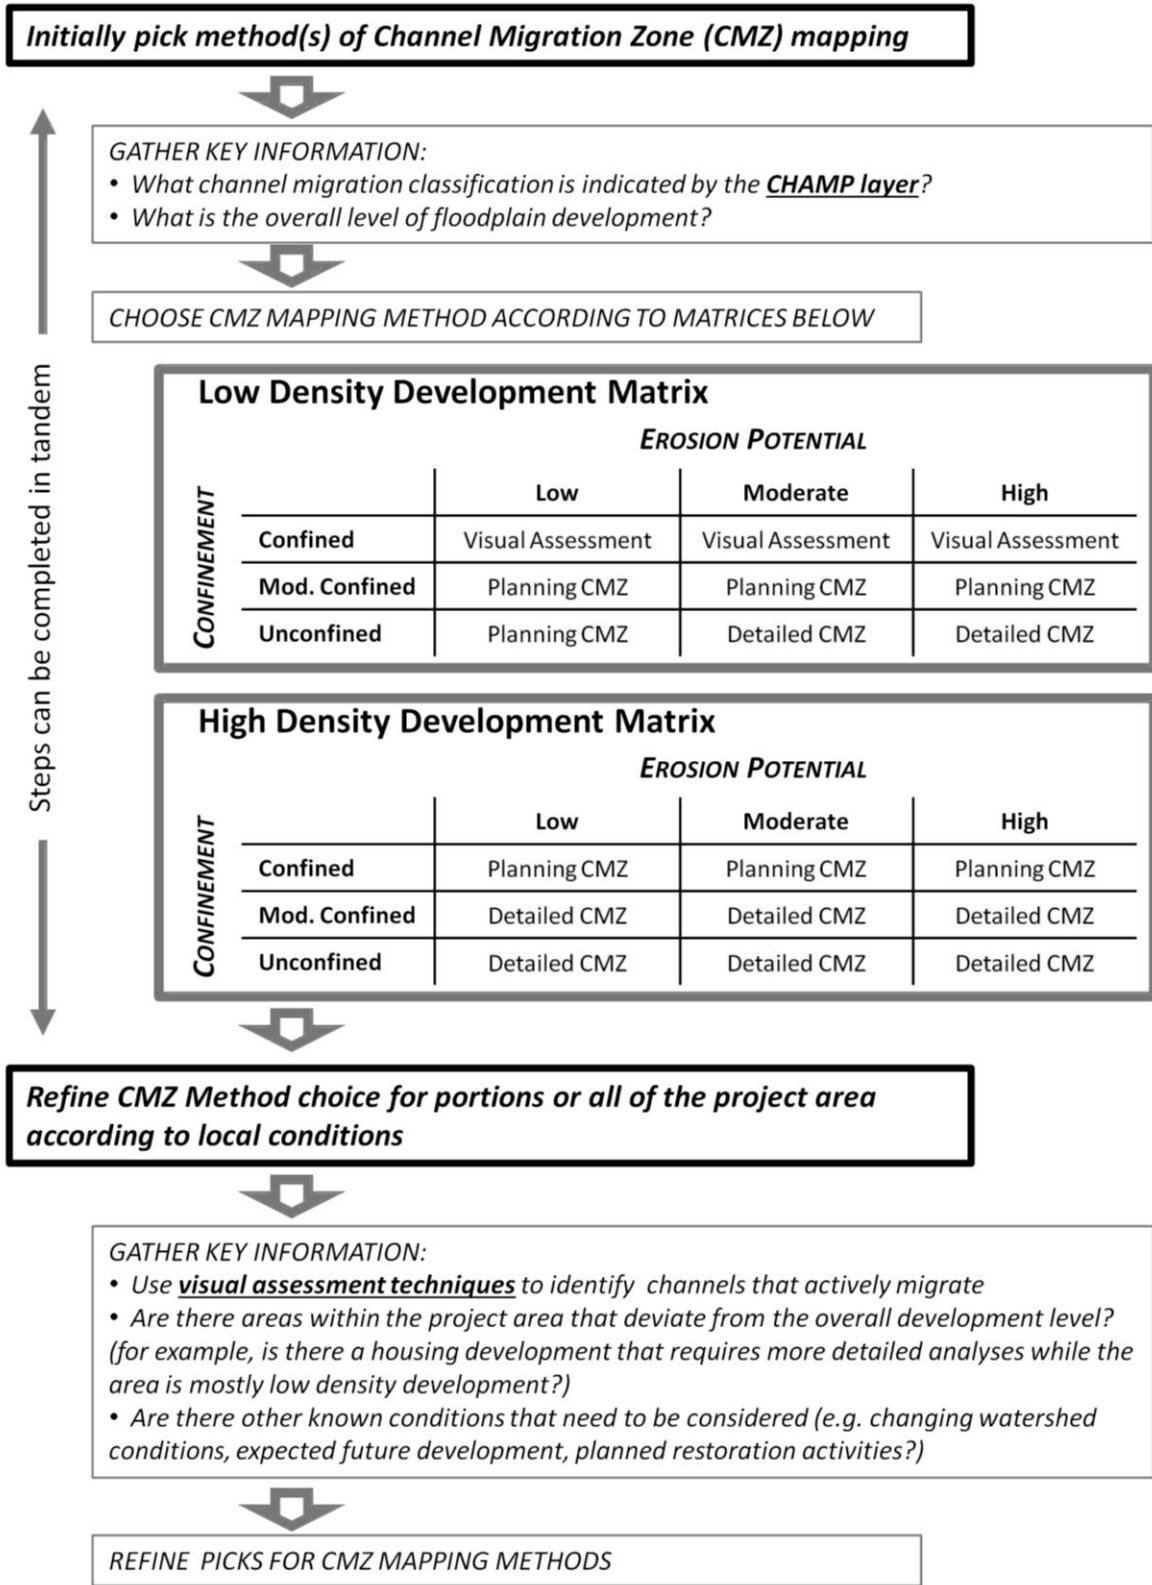 Initially pick method(s) of Channel Migration Zone (CMZ) mapping
GATHER KEY INFORMATION:
• What channel migration classification is indicated by the CHAMP layer?
• What is the overall level of floodplain development?
CHOOSE CMZ MAPPING METHOD ACCORDING TO MATRICES BELOW
Steps can be completed in tandem
Low Density Development Matrix
EROSION POTENTIAL
CONFINEMENT
Low Moderate High
Confined Visual Assessment Visual Assessment Visual Assessment
Mod. Confined Planning CMZ Planning CMZ Planning CMZ
Unconfined Planning CMZ Detailed CMZ Detailed CMZ
High Density Development Matrix
EROSION POTENTIAL
CONFINEMENT
Low Moderate High
Confined Planning CMZ Planning CMZ Planning CMZ
Mod. Confined Detailed CMZ Detailed CMZ Detailed CMZ
Unconfined Detailed CMZ Detailed CMZ Detailed CMZ
Refine CMZ Method choice for portions or all of the project area
according to local conditions
GATHER KEY INFORMATION:
• Use visual assessment techniques to identify channels that actively migrate
• Are there areas within the project area that deviate from the overall development level?
(for example, is there a housing development that requires more detailed analyses while the
area is mostly low density development?)
• Are there other known conditions that need to be considered (e.g. changing watershed
conditions, expected future development, planned restoration activities?)
REFINE PICKS FOR CMZ MAPPING METHODS